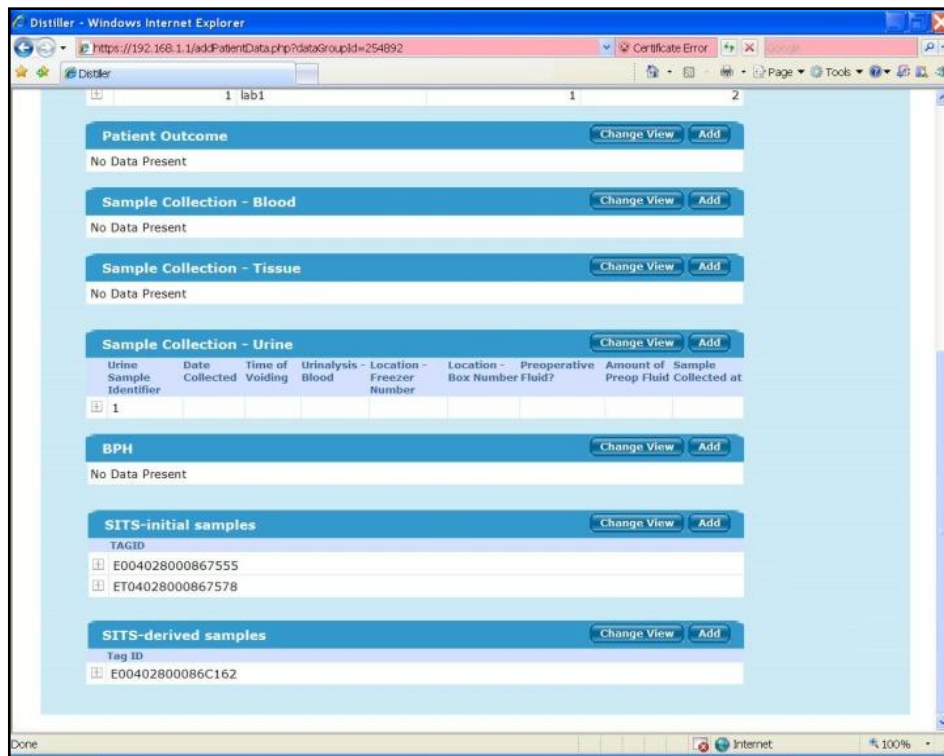 Distiller - Windows Internet Explorer
https://192.168.1.1/addPatientData.php?dataGroupId=254892 Certificate Error Google
Distiller Page Tools
1 lab1 1 2
Patient Outcome Change View Add
No Data Present
Sample Collection - Blood Change View Add
No Data Present
Sample Collection - Tissue Change View Add
No Data Present
Sample Collection - Urine Change View Add
Urine Date Time of Urinalysis - Location - Location - Preoperative Amount of Sample
Sample Collected Voiding Blood Freezer Box Number Fluid? Preop Fluid Collected at
Identifier Number
1
BPH Change View Add
No Data Present
SITS-initial samples Change View Add
TAGID
E004028000867555
ET04028000867578
SITS-derived samples Change View Add
Tag ID
E00402800086C162
Done Internet 100%